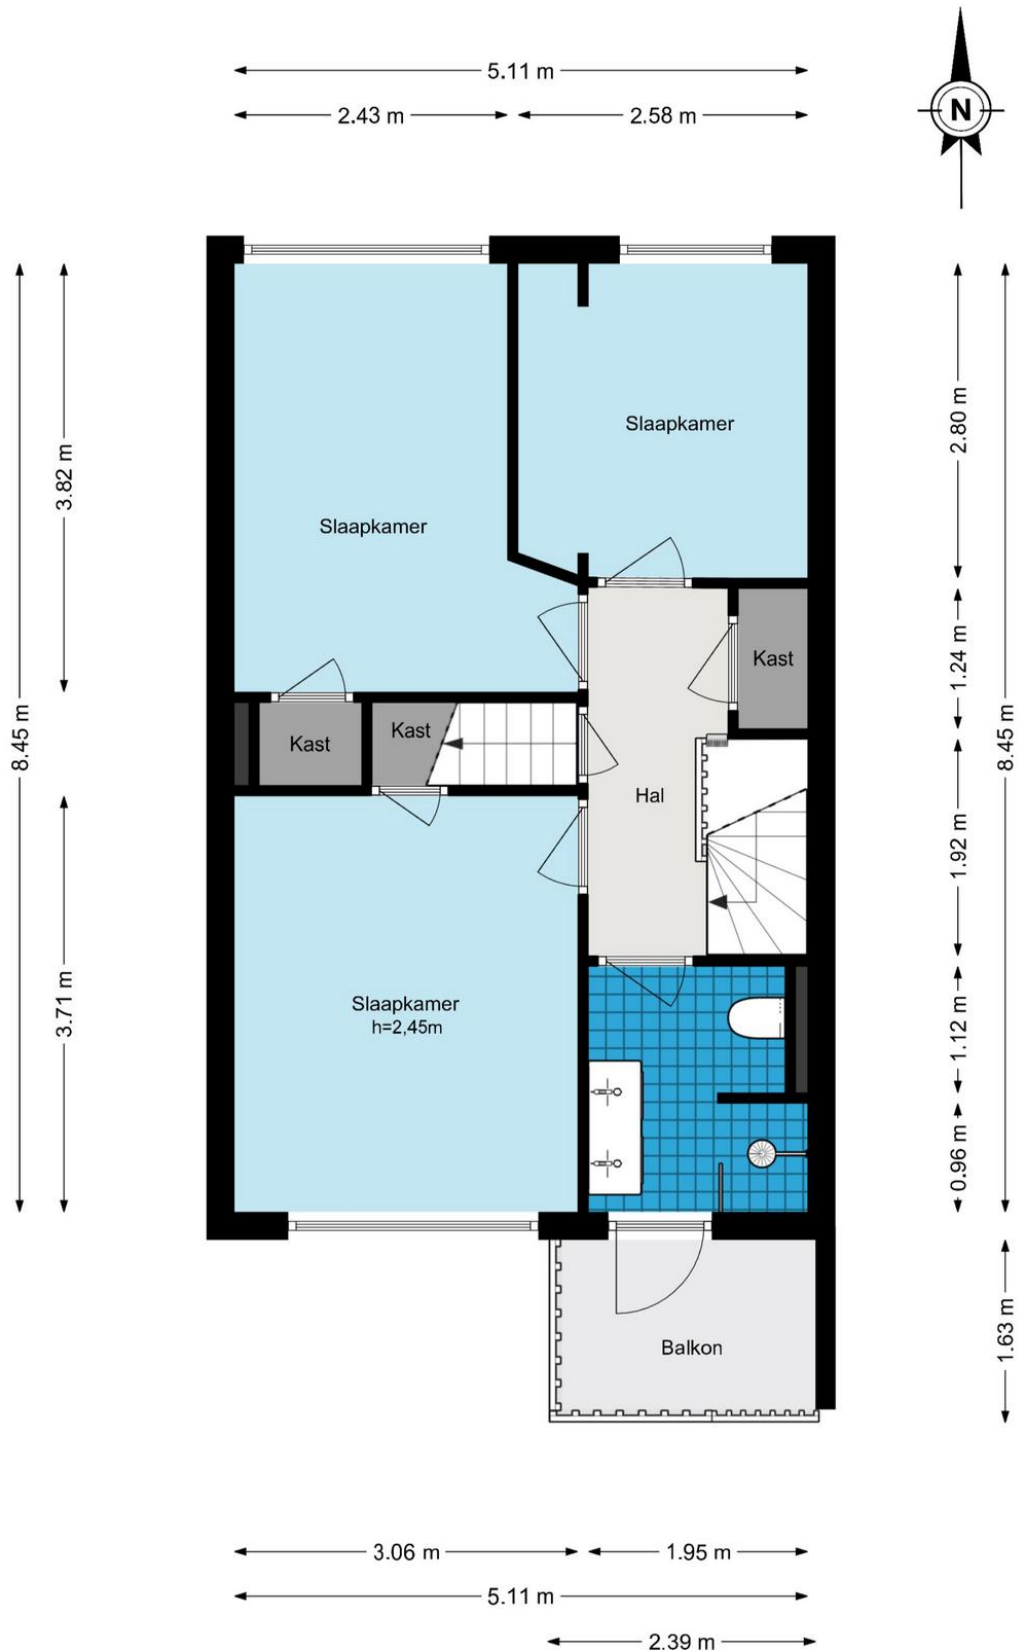 5.11 m
2.43 m
2.58 m
N
8.45 m
3.82 m
3.71 m
Slaapkamer
Slaapkamer
Kast
Kast
Kast
Hal
Slaapkamer
h=2,45m
Balkon
2.80 m
1.24 m
1.92 m
1.12 m
0.96 m
8.45 m
1.63 m
3.06 m
1.95 m
5.11 m
2.39 m